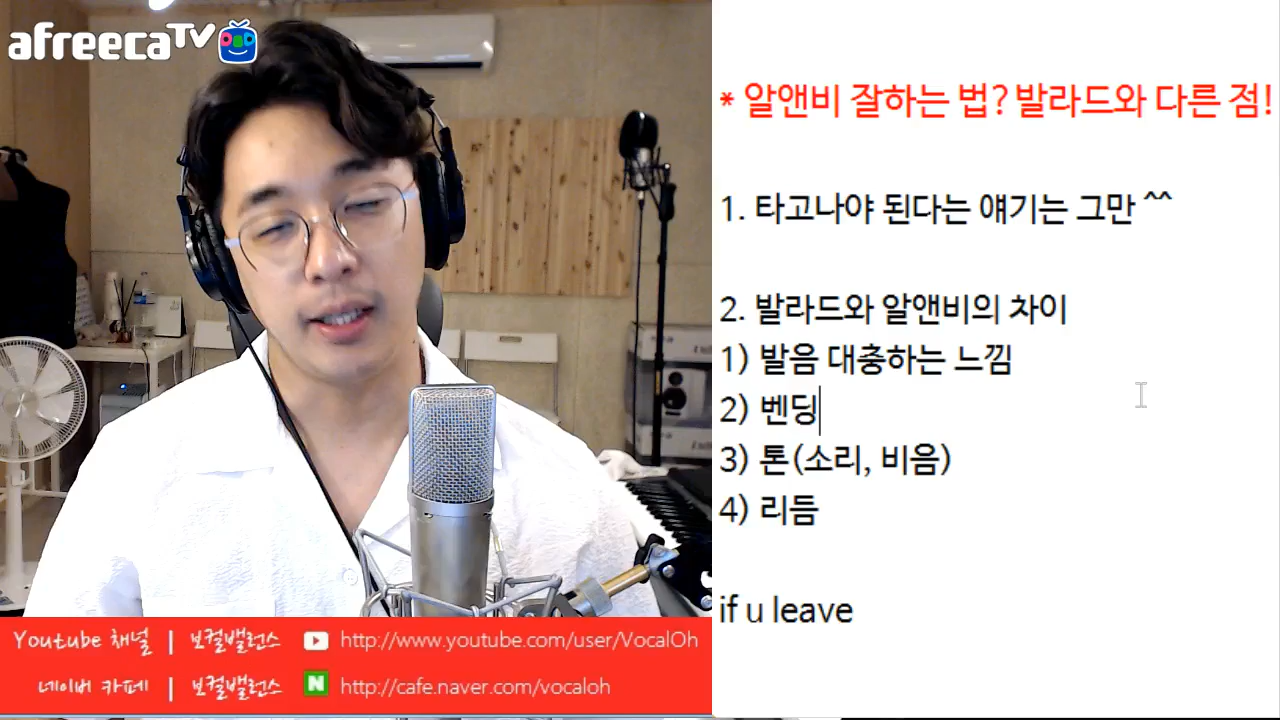 afreecaTV
* 알앤비 잘하는 법? 발라드와 다른 점!
1. 타고나야 된다는 얘기는 그만 ^^
2. 발라드와 알앤비의 차이
1) 발음 대충하는 느낌
2) 벤딩
3) 톤(소리, 비음)
4) 리듬
if u leave
Youtube 채널 | 보컬밸런스 http://www.youtube.com/user/VocalOh
네이버 카페 | 보컬밸런스 N http://cafe.naver.com/vocaloh